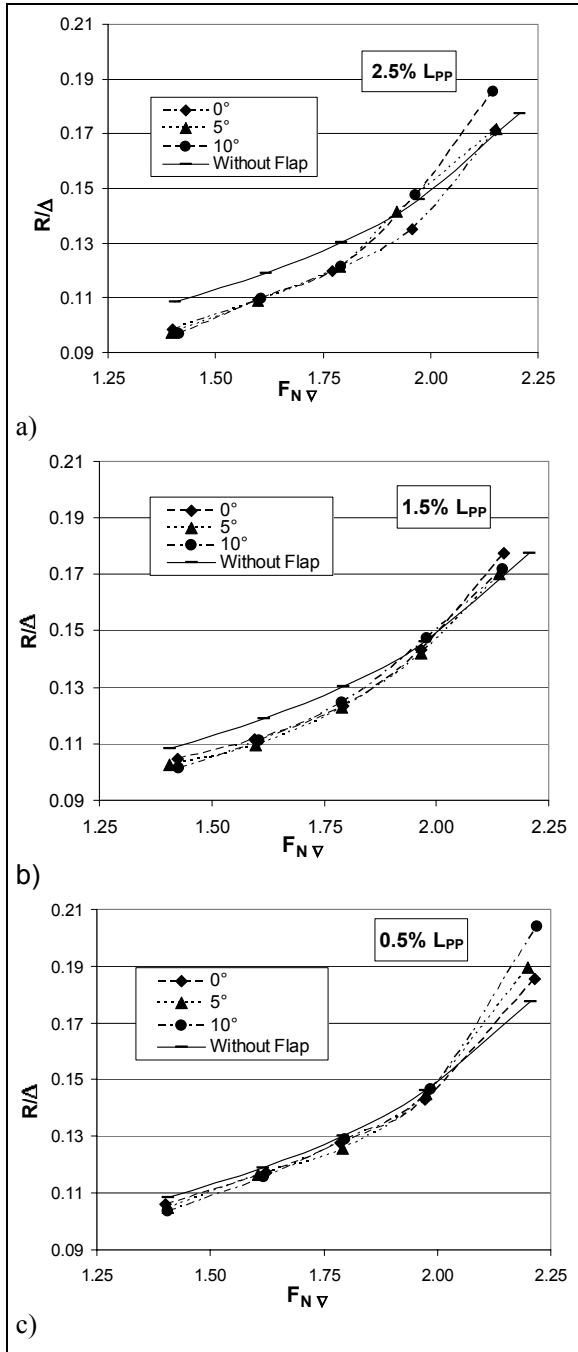 0.21
2.5% LPP
0.19
0°
5°
10°
Without Flap
0.17
R/Δ
0.15
0.13
0.11
0.09
1.25 1.50 1.75 2.00 2.25
FN ∇
a)
0.21
1.5% LPP
0.19
0°
5°
10°
Without Flap
0.17
R/Δ
0.15
0.13
0.11
0.09
1.25 1.50 1.75 2.00 2.25
FN ∇
b)
0.21
0.5% LPP
0.19
0°
5°
10°
Without Flap
0.17
R/Δ
0.15
0.13
0.11
0.09
1.25 1.50 1.75 2.00 2.25
FN ∇
c)